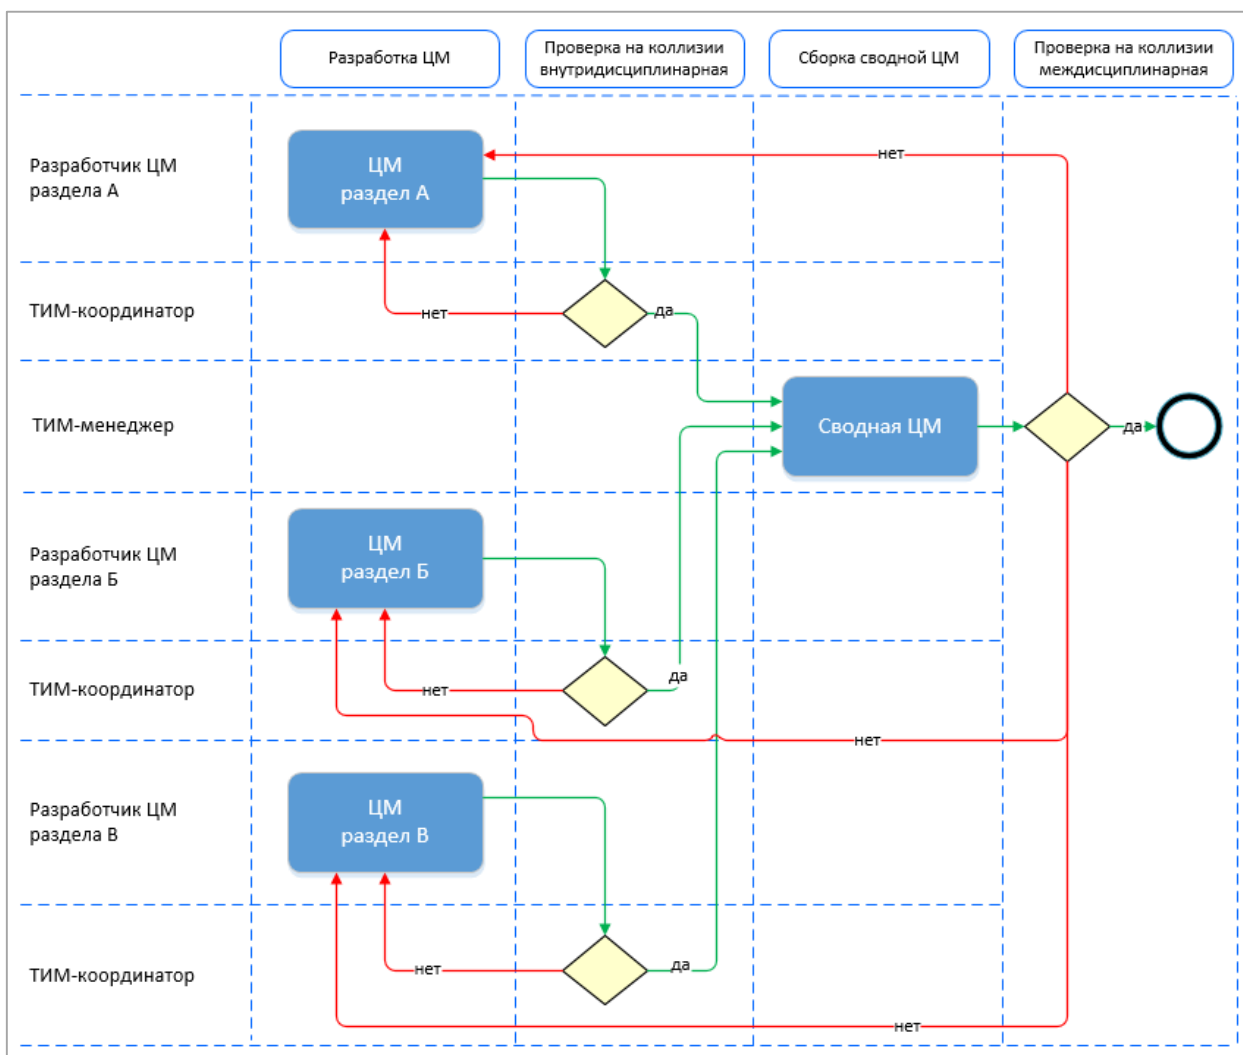 Разработка ЦМ
Проверка на коллизии
внутридисциплинарная
Сборка сводной ЦМ
Проверка на коллизии
междисциплинарная
Разработчик ЦМ
раздела А
ЦМ
раздел А
нет
ТИМ-координатор
нет
да
ТИМ-менеджер
Сводная ЦМ
да
Разработчик ЦМ
раздела Б
ЦМ
раздел Б
ТИМ-координатор
нет
да
нет
Разработчик ЦМ
раздела В
ЦМ
раздел В
ТИМ-координатор
нет
да
нет